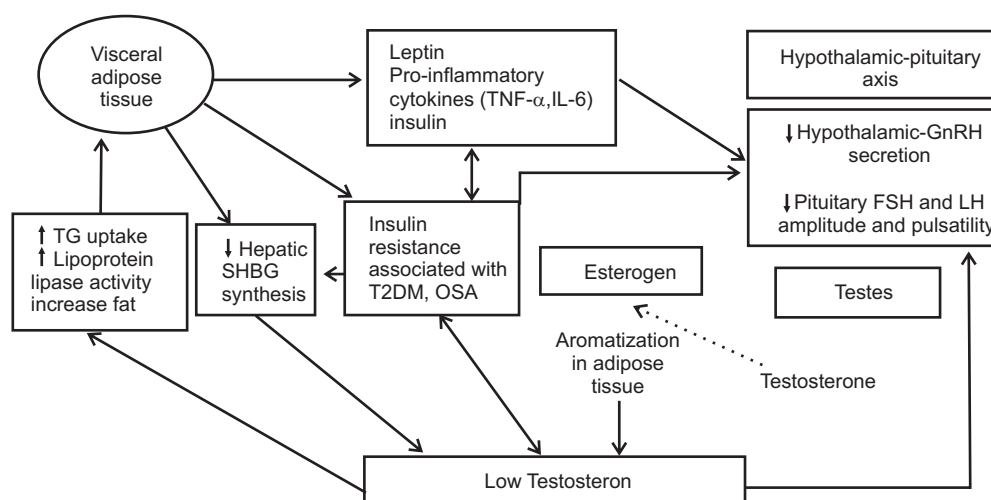 Visceral
adipose
tissue
Leptin
Pro-inflammatory
cytokines (TNF-α,IL-6)
insulin
Hypothalamic-pituitary
axis
↓Hypothalamic-GnRH
secretion
↓Pituitary FSH and LH
amplitude and pulsatility
↑ TG uptake
↑ Lipoprotein
lipase activity
increase fat
↓ Hepatic
SHBG
synthesis
Insulin
resistance
associated with
T2DM, OSA
Esterogen
Testes
Aromatization
in adipose
tissue
Testosterone
Low Testosteron